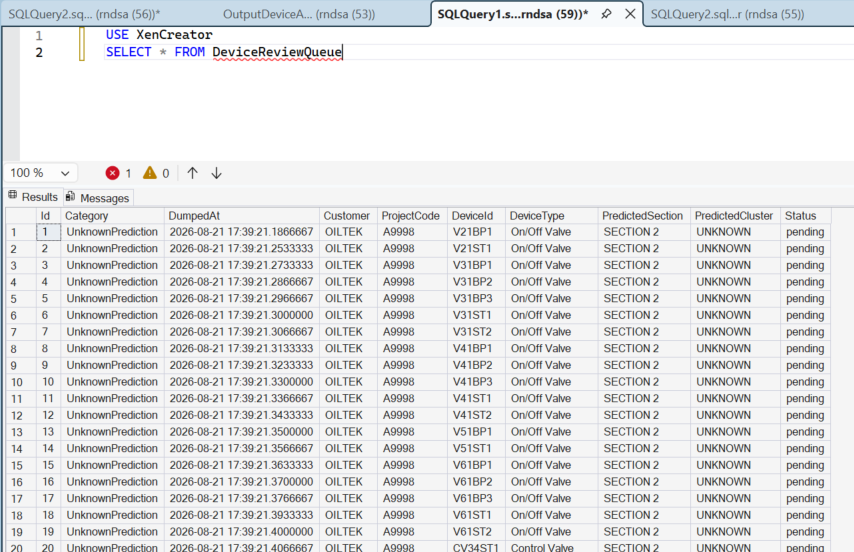 SQLQuery2.sq... (rndsa (56))* OutputDeviceA... (rndsa (53)) SQLQuery1.s...rndsa (59))* SQLQuery2.sql...r (rndsa (55))
1 USE XenCreator
2 SELECT * FROM DeviceReviewQueue
100 % 1 0
Results Messages
Id Category DumpedAt Customer ProjectCode DeviceId DeviceType PredictedSection PredictedCluster Status
1 1 UnknownPrediction 2026-08-21 17:39:21.1866667 OILTEK A9998 V21BP1 On/Off Valve SECTION 2 UNKNOWN pending
2 2 UnknownPrediction 2026-08-21 17:39:21.2533333 OILTEK A9998 V21ST1 On/Off Valve SECTION 2 UNKNOWN pending
3 3 UnknownPrediction 2026-08-21 17:39:21.2733333 OILTEK A9998 V31BP1 On/Off Valve SECTION 2 UNKNOWN pending
4 4 UnknownPrediction 2026-08-21 17:39:21.2866667 OILTEK A9998 V31BP2 On/Off Valve SECTION 2 UNKNOWN pending
5 5 UnknownPrediction 2026-08-21 17:39:21.2966667 OILTEK A9998 V31BP3 On/Off Valve SECTION 2 UNKNOWN pending
6 6 UnknownPrediction 2026-08-21 17:39:21.3000000 OILTEK A9998 V31ST1 On/Off Valve SECTION 2 UNKNOWN pending
7 7 UnknownPrediction 2026-08-21 17:39:21.3066667 OILTEK A9998 V31ST2 On/Off Valve SECTION 2 UNKNOWN pending
8 8 UnknownPrediction 2026-08-21 17:39:21.3133333 OILTEK A9998 V41BP1 On/Off Valve SECTION 2 UNKNOWN pending
9 9 UnknownPrediction 2026-08-21 17:39:21.3233333 OILTEK A9998 V41BP2 On/Off Valve SECTION 2 UNKNOWN pending
10 10 UnknownPrediction 2026-08-21 17:39:21.3300000 OILTEK A9998 V41BP3 On/Off Valve SECTION 2 UNKNOWN pending
11 11 UnknownPrediction 2026-08-21 17:39:21.3366667 OILTEK A9998 V41ST1 On/Off Valve SECTION 2 UNKNOWN pending
12 12 UnknownPrediction 2026-08-21 17:39:21.3433333 OILTEK A9998 V41ST2 On/Off Valve SECTION 2 UNKNOWN pending
13 13 UnknownPrediction 2026-08-21 17:39:21.3500000 OILTEK A9998 V51BP1 On/Off Valve SECTION 2 UNKNOWN pending
14 14 UnknownPrediction 2026-08-21 17:39:21.3566667 OILTEK A9998 V51ST1 On/Off Valve SECTION 2 UNKNOWN pending
15 15 UnknownPrediction 2026-08-21 17:39:21.3633333 OILTEK A9998 V61BP1 On/Off Valve SECTION 2 UNKNOWN pending
16 16 UnknownPrediction 2026-08-21 17:39:21.3700000 OILTEK A9998 V61BP2 On/Off Valve SECTION 2 UNKNOWN pending
17 17 UnknownPrediction 2026-08-21 17:39:21.3766667 OILTEK A9998 V61BP3 On/Off Valve SECTION 2 UNKNOWN pending
18 18 UnknownPrediction 2026-08-21 17:39:21.3933333 OILTEK A9998 V61ST1 On/Off Valve SECTION 2 UNKNOWN pending
19 19 UnknownPrediction 2026-08-21 17:39:21.4000000 OILTEK A9998 V61ST2 On/Off Valve SECTION 2 UNKNOWN pending
20 20 UnknownPrediction 2026-08-21 17:39:21.4066667 OILTEK A9998 CV34ST1 Control Valve SECTION 2 UNKNOWN pending